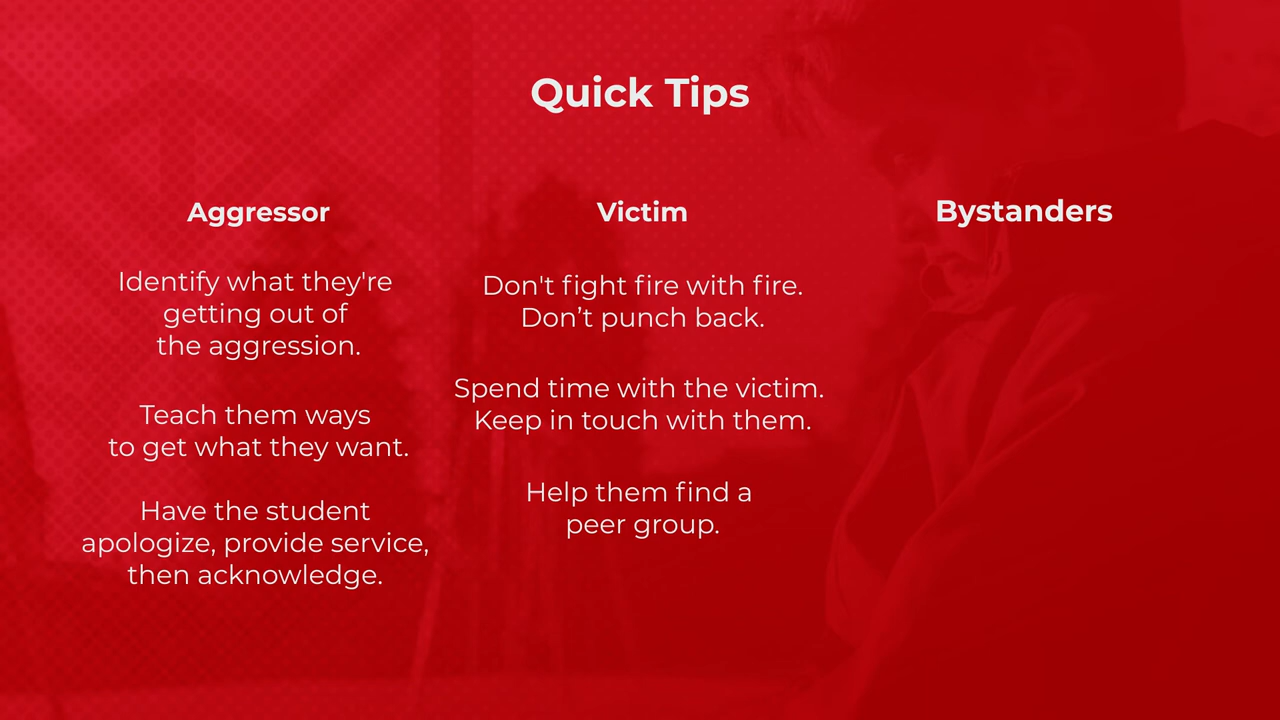 Quick Tips
Aggressor
Identify what they're
getting out of
the aggression.
Teach them ways
to get what they want.
Have the student
apologize, provide service,
then acknowledge.
Victim
Don't fight fire with fire.
Don’t punch back.
Spend time with the victim.
Keep in touch with them.
Help them find a
peer group.
Bystanders